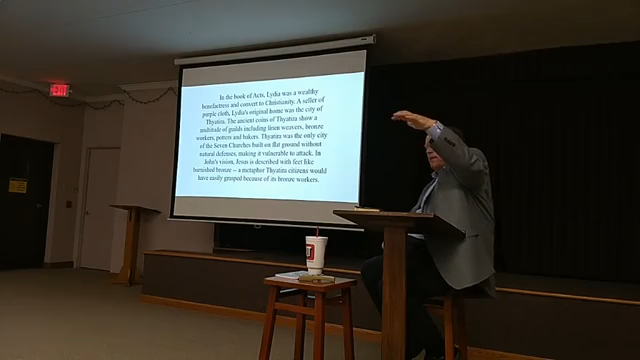 EXIT
In the book of Acts, Lydia was a wealthy
benefactress and convert to Christianity. A seller of
purple cloth, Lydia's original home was the city of
Thyatira. The ancient coins of Thyatira show a
multitude of guilds including linen weavers, bronze
workers, potters and bakers. Thyatira was the only city
of the Seven Churches built on flat ground without
natural defenses, making it vulnerable to attack. In
John's vision, Jesus is described with feet like
burnished bronze -- a metaphor Thyatira citizens would
have easily grasped because of its bronze workers.